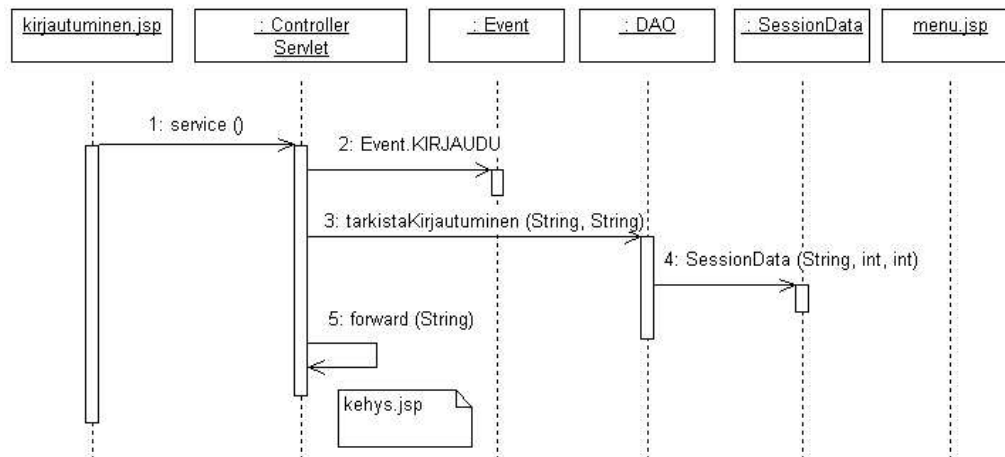 kirjautuminen.jsp
: Controller
Servlet
: Event
: DAO
: SessionData
menu.jsp
1: service ()
2: Event.KIRJAUDU
3: tarkistaKirjautuminen (String, String)
4: SessionData (String, int, int)
5: forward (String)
kehys.jsp